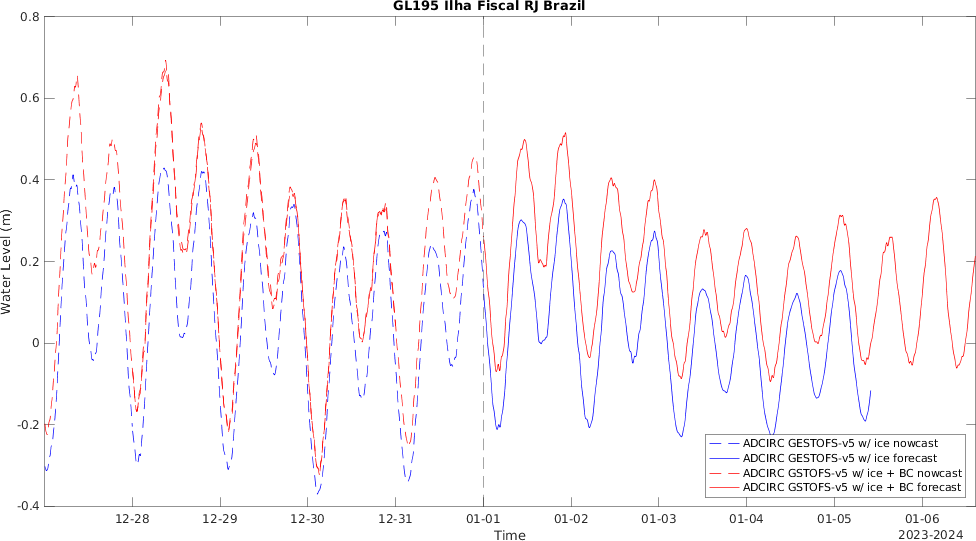 GL195 Ilha Fiscal RJ Brazil
0.8
0.6
0.4
0.2
0
-0.2
-0.4
Water Level (m)
ADCIRC GESTOFS-v5 w/ ice nowcast
ADCIRC GESTOFS-v5 w/ ice forecast
ADCIRC GSTOFS-v5 w/ ice + BC nowcast
ADCIRC GSTOFS-v5 w/ ice + BC forecast
12-28 12-29 12-30 12-31 01-01 01-02 01-03 01-04 01-05 01-06
Time
2023-2024